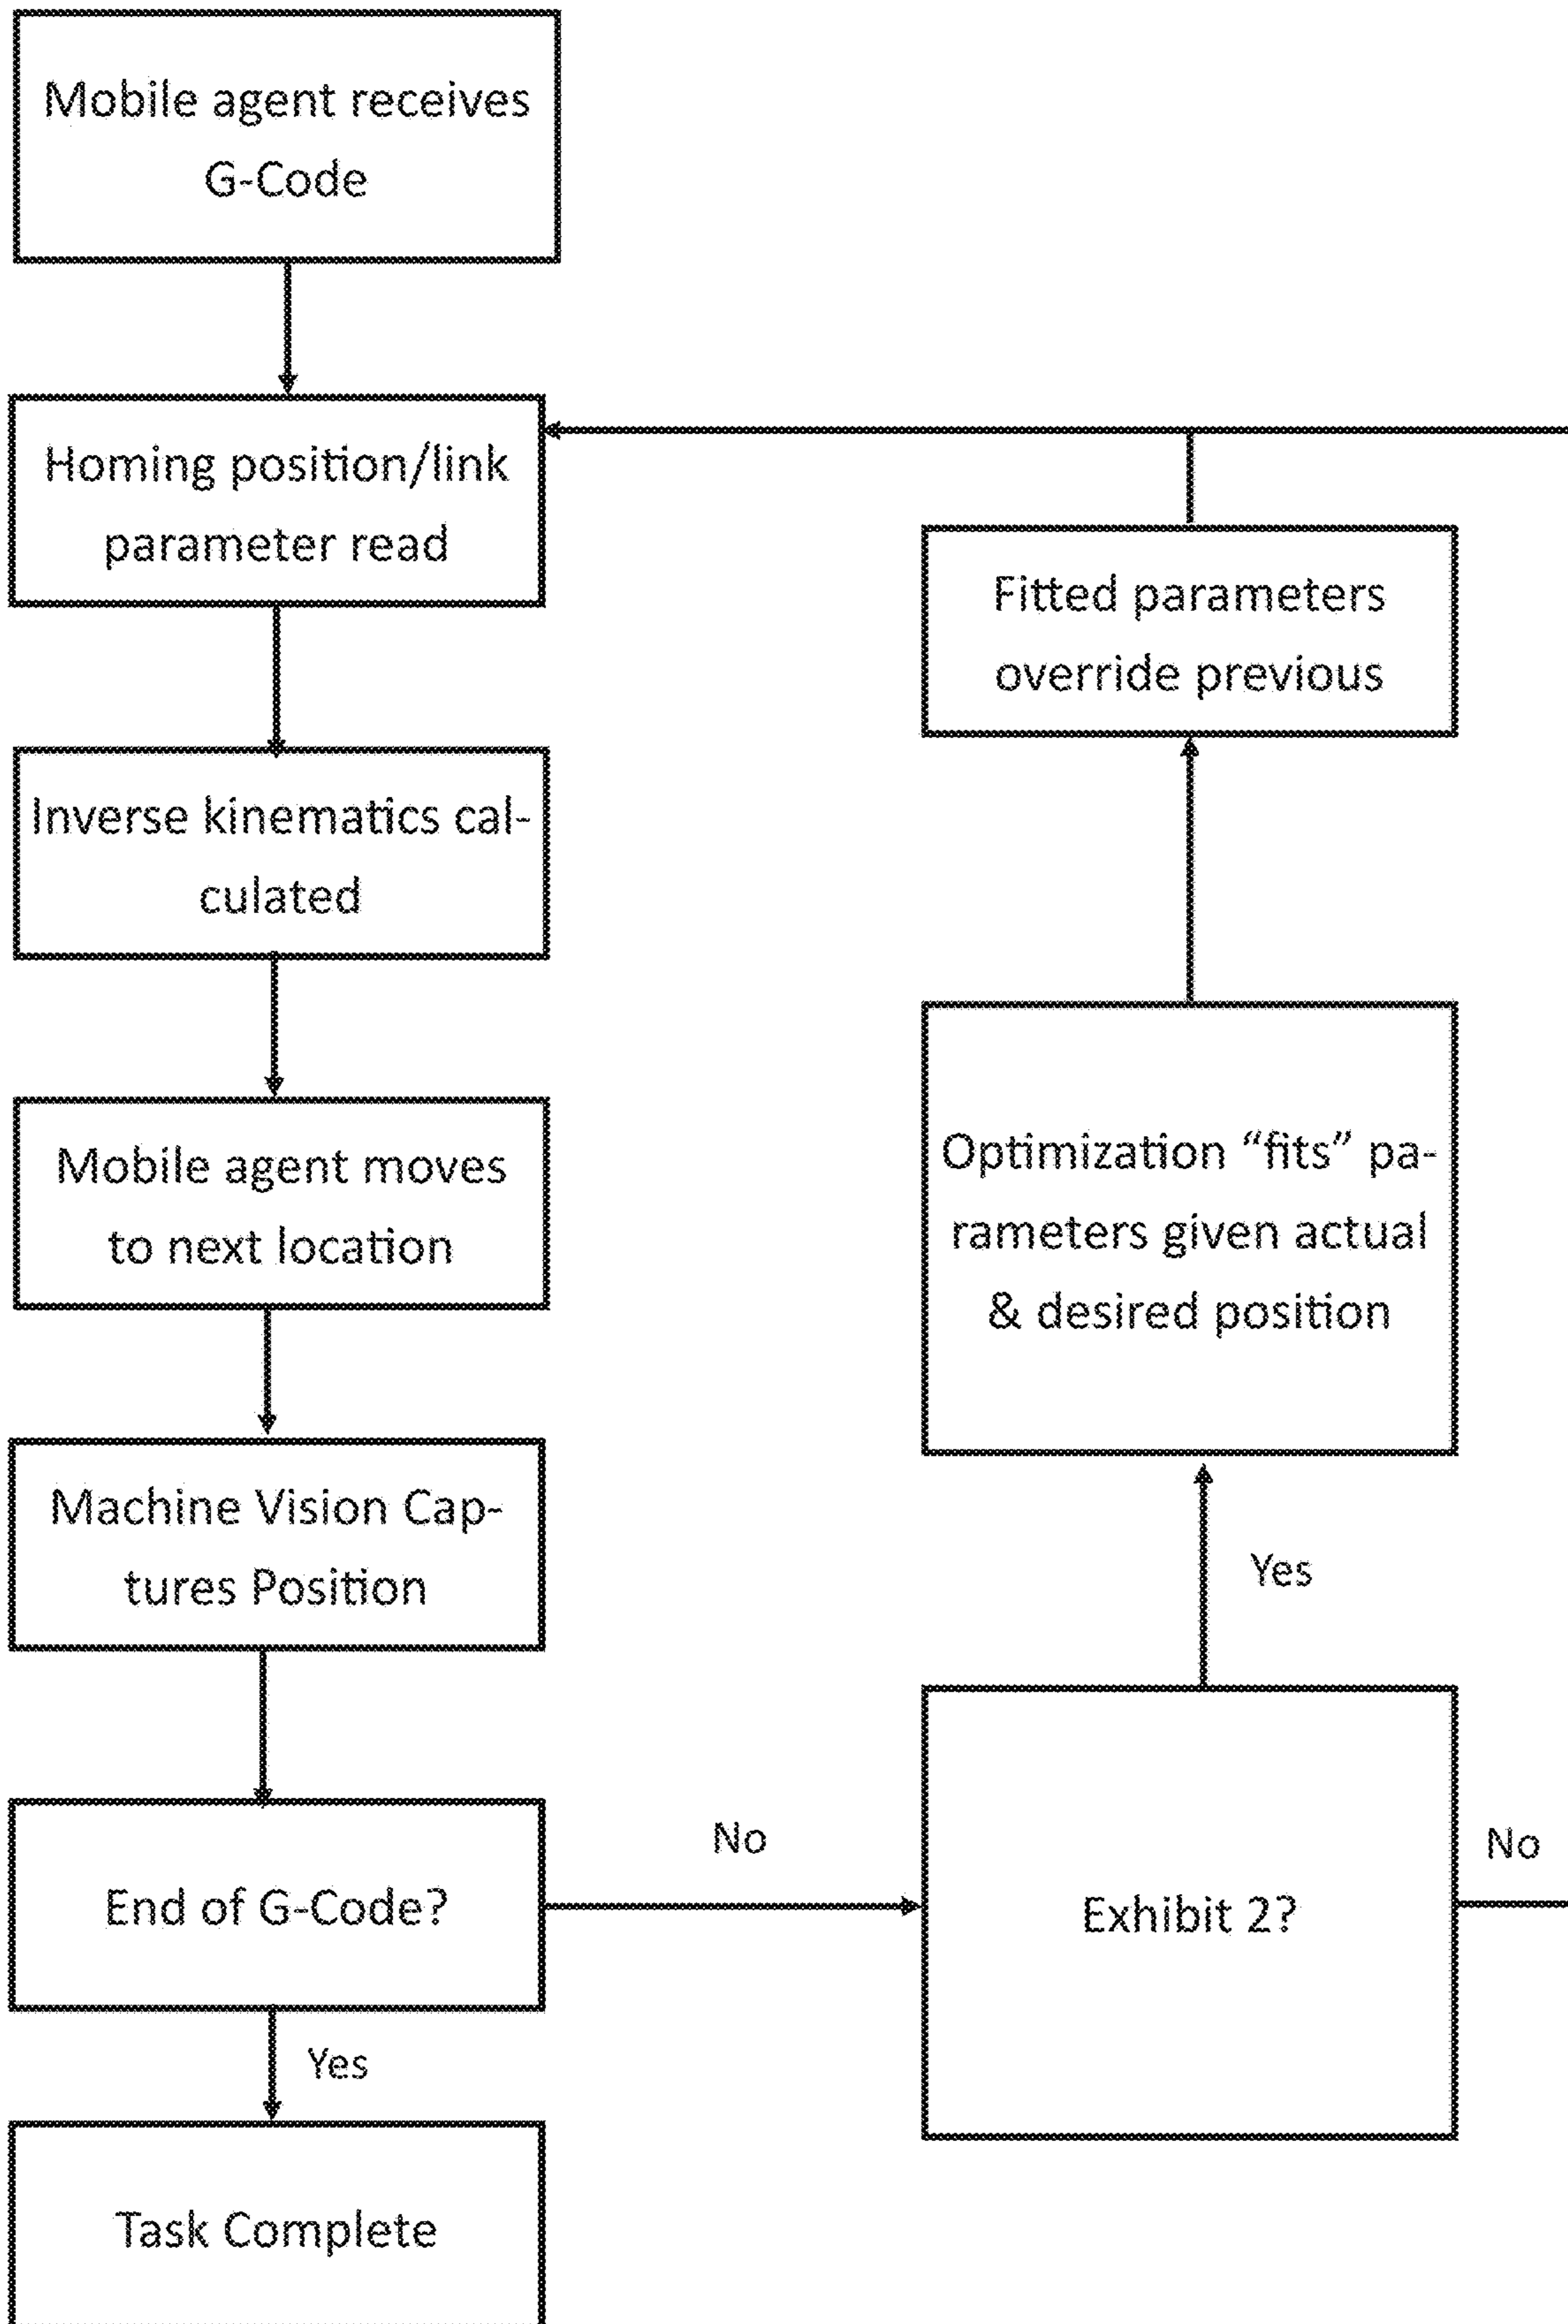 Mobile agent receives
G-Code
Homing position/link
parameter read
Inverse kinematics cal-
culated
Mobile agent moves
to next location
Machine Vision Cap-
tures Position
End of G-Code?
No
Yes
Task Complete
Fitted parameters
override previous
Optimization “fits” pa-
rameters given actual
& desired position
Yes
Exhibit 2?
No